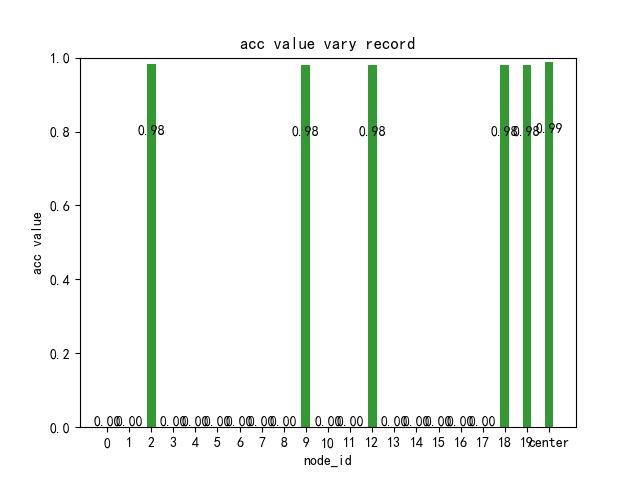 acc value vary record
acc value
1.0
0.8
0.6
0.4
0.2
0.0
0.98 0.98 0.98 0.98 0.98 0.99
0.00 0.00 0.00 0.00 0.00 0.00 0.00 0.00 0.00 0.00 0.00 0.00 0.00 0.00 0.00
0 1 2 3 4 5 6 7 8 9 10 11 12 13 14 15 16 17 18 19 center
node_id